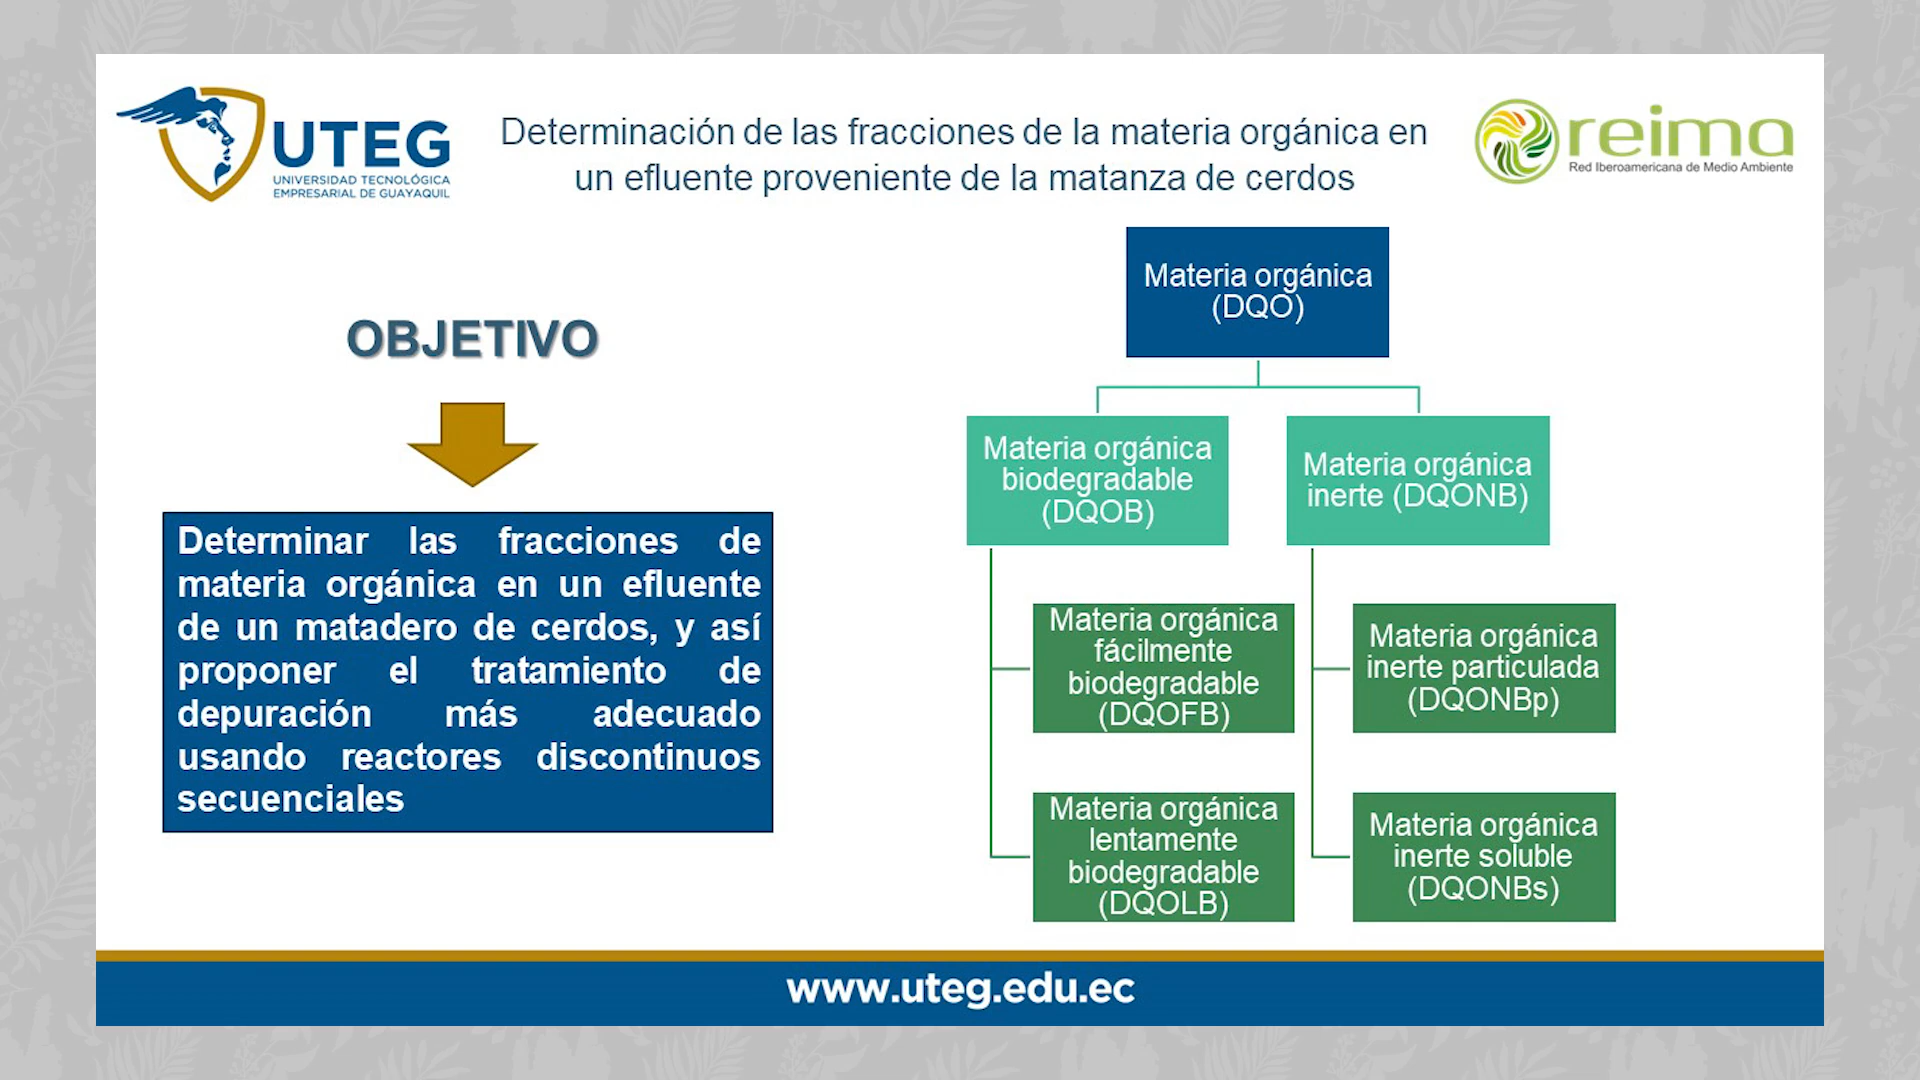 UTEG
UNIVERSIDAD TECNOLÓGICA
EMPRESARIAL DE GUAYAQUIL
Determinación de las fracciones de la materia orgánica en
un efluente proveniente de la matanza de cerdos
reima
Red Iberoamericana de Medio Ambiente
OBJETIVO
Determinar las fracciones de
materia orgánica en un efluente
de un matadero de cerdos, y así
proponer el tratamiento de
depuración más adecuado
usando reactores discontinuos
secuenciales
Materia orgánica
(DQO)
Materia orgánica
biodegradable
(DQOB)
Materia orgánica
inerte (DQONB)
Materia orgánica
fácilmente
biodegradable
(DQOFB)
Materia orgánica
inerte particulada
(DQONBp)
Materia orgánica
lentamente
biodegradable
(DQOLB)
Materia orgánica
inerte soluble
(DQONBs)
www.uteg.edu.ec